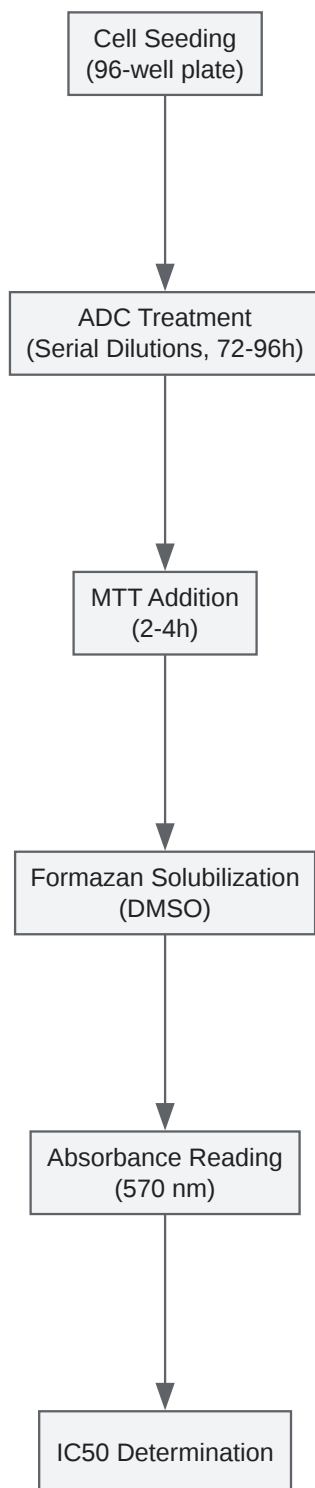 Cell Seeding
(96-well plate)
ADC Treatment
(Serial Dilutions, 72-96h)
MTT Addition
(2-4h)
Formazan Solubilization
(DMSO)
Absorbance Reading
(570 nm)
IC50 Determination